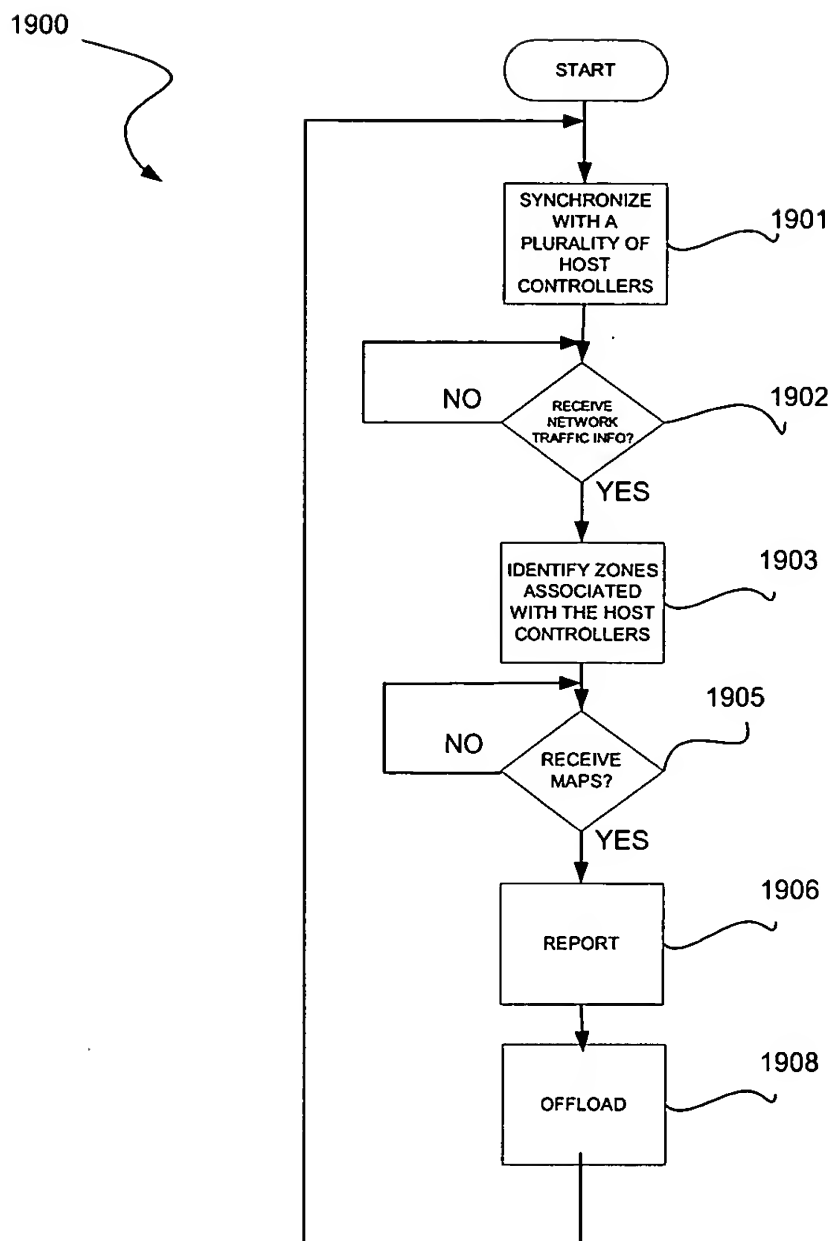 1900
START
SYNCHRONIZE
WITH A
PLURALITY OF
HOST
CONTROLLERS
1901
RECEIVE
NETWORK
TRAFFIC INFO?
NO
1902
YES
IDENTIFY ZONES
ASSOCIATED
WITH THE HOST
CONTROLLERS
1903
RECEIVE
MAPS?
NO
1905
YES
REPORT
1906
OFFLOAD
1908